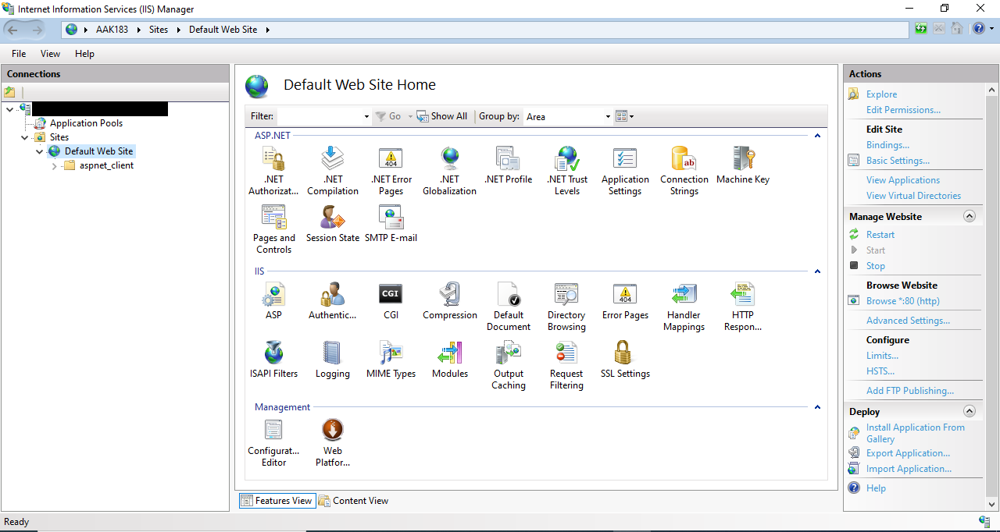 Internet Information Services (IIS) Manager
AAK183 Sites Default Web Site
File View Help
Connections
Application Pools
Sites
Default Web Site
aspnet_client
Default Web Site Home
Filter: Go Show All Group by: Area
ASP.NET
.NET Authorizat...
.NET Compilation
.NET Error Pages
.NET Globalization
.NET Profile
.NET Trust Levels
Application Settings
Connection Strings
Machine Key
Pages and Controls
Session State
SMTP E-mail
IIS
ASP
Authentic...
CGI
CGI
Compression
Default Document
Directory Browsing
404
Error Pages
Handler Mappings
HTTP Respon...
ISAPI Filters
Logging
MIME Types
Modules
Output Caching
Request Filtering
SSL Settings
Management
Configurat... Editor
Web Platfor...
Features View Content View
Actions
Explore
Edit Permissions...
Edit Site
Bindings...
Basic Settings...
View Applications
View Virtual Directories
Manage Website
Restart
Start
Stop
Browse Website
Browse *:80 (http)
Advanced Settings...
Configure
Limits...
HSTS...
Add FTP Publishing...
Deploy
Install Application From
Gallery
Export Application...
Import Application...
Help
Ready